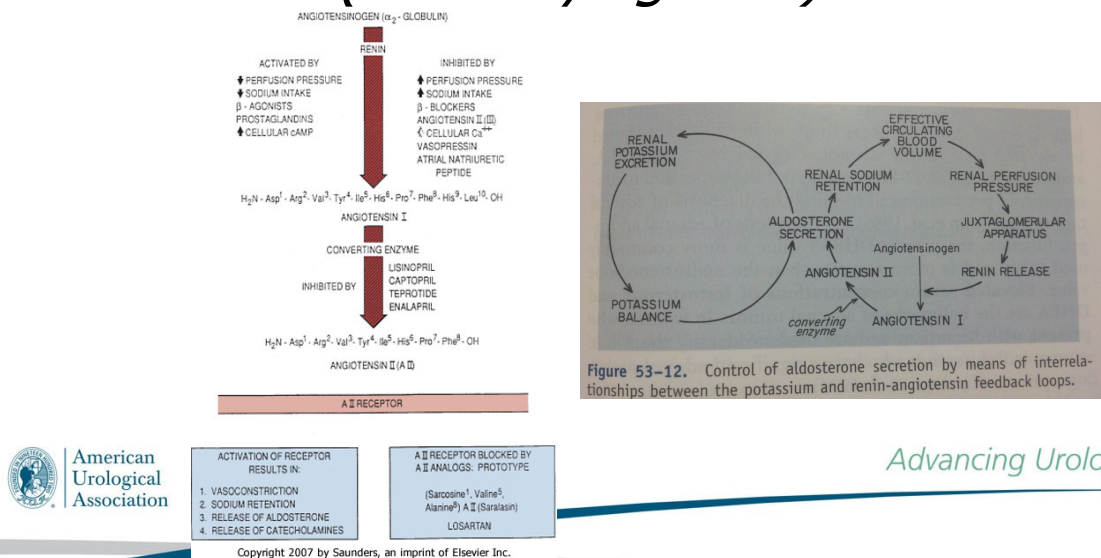 ANGIOTENSINOGEN (α2 - GLOBULIN)
RENIN
ACTIVATED BY
↓ PERFUSION PRESSURE
↓ SODIUM INTAKE
β - AGONISTS
PROSTAGLANDINS
↑ CELLULAR cAMP
INHIBITED BY
↑ PERFUSION PRESSURE
↑ SODIUM INTAKE
β - BLOCKERS
ANGIOTENSIN II (III)
↑ CELLULAR Ca++
VASOPRESSIN
ATRIAL NATRIURETIC
PEPTIDE
H2N - Asp1 - Arg2 - Val3 - Tyr4 - Ile5 - His6 - Pro7 - Phe8 - His9 - Leu10 - OH
ANGIOTENSIN I
CONVERTING ENZYME
INHIBITED BY
LISINOPRIL
CAPTOPRIL
TEPROTIDE
ENALAPRIL
H2N - Asp1 - Arg2 - Val3 - Tyr4 - Ile5 - His6 - Pro7 - Phe8 - OH
ANGIOTENSIN II (A II)
A II RECEPTOR
ACTIVATION OF RECEPTOR
RESULTS IN:
1. VASOCONSTRICTION
2. SODIUM RETENTION
3. RELEASE OF ALDOSTERONE
4. RELEASE OF CATECHOLAMINES
A II RECEPTOR BLOCKED BY
A II ANALOGS: PROTOTYPE
(Sarcosine1, Valine5,
Alanine8) A II (Saralasin)
LOSARTAN
Copyright 2007 by Saunders, an imprint of Elsevier Inc.
RENAL
POTASSIUM
EXCRETION
POTASSIUM
BALANCE
ALDOSTERONE
SECRETION
RENAL SODIUM
RETENTION
EFFECTIVE
CIRCULATING
BLOOD
VOLUME
RENAL PERFUSION
PRESSURE
JUXTAGLOMERULAR
APPARATUS
RENIN RELEASE
Angiotensinogen
ANGIOTENSIN I
converting
enzyme
ANGIOTENSIN II
Figure 53–12. Control of aldosterone secretion by means of interrela-
tionships between the potassium and renin-angiotensin feedback loops.
American
Urological
Association
Advancing Urolo